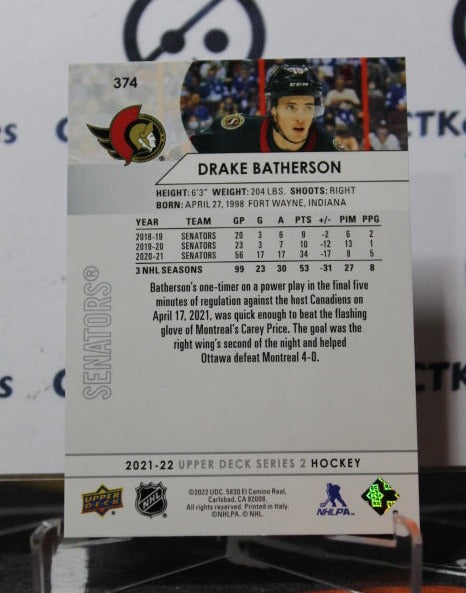 374
DRAKE BATHERSON
HEIGHT: 6'3" WEIGHT: 204 LBS. SHOOTS: RIGHT
BORN: APRIL 27, 1998 FORT WAYNE, INDIANA
YEAR TEAM GP G A PTS +/- PIM PPG
2018-19 SENATORS 20 3 6 9 -2 6 2
2019-20 SENATORS 23 3 7 10 -12 13 1
2020-21 SENATORS 56 17 17 34 -17 8 5
3 NHL SEASONS 99 23 30 53 -31 27 8
Batherson's one-timer on a power play in the final five
minutes of regulation against the host Canadiens on
April 17, 2021, was quick enough to beat the flashing
glove of Montreal's Carey Price. The goal was the
right wing's second of the night and helped
Ottawa defeat Montreal 4-0.
SENATORS®
2021-22 UPPER DECK SERIES 2 HOCKEY
UPPER DECK
NHL
©2022 UDC. 5830 El Camino Real,
Carlsbad, CA 92008.
All rights reserved. Printed in Italy.
©NHLPA. © NHL.
NHLPA